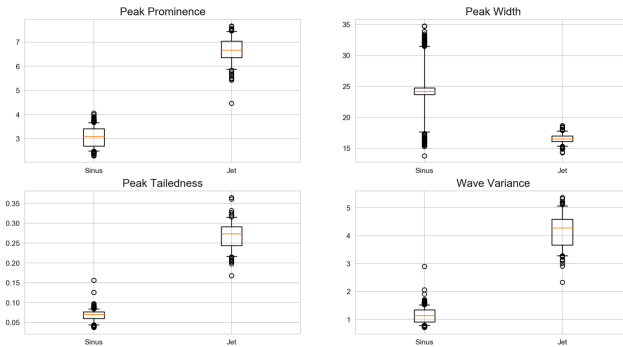 Peak Prominence
7
6
5
4
3
Sinus Jet
Peak Width
35
30
25
20
15
Sinus Jet
Peak Tailedness
0.35
0.30
0.25
0.20
0.15
0.10
0.05
Sinus Jet
Wave Variance
5
4
3
2
1
Sinus Jet